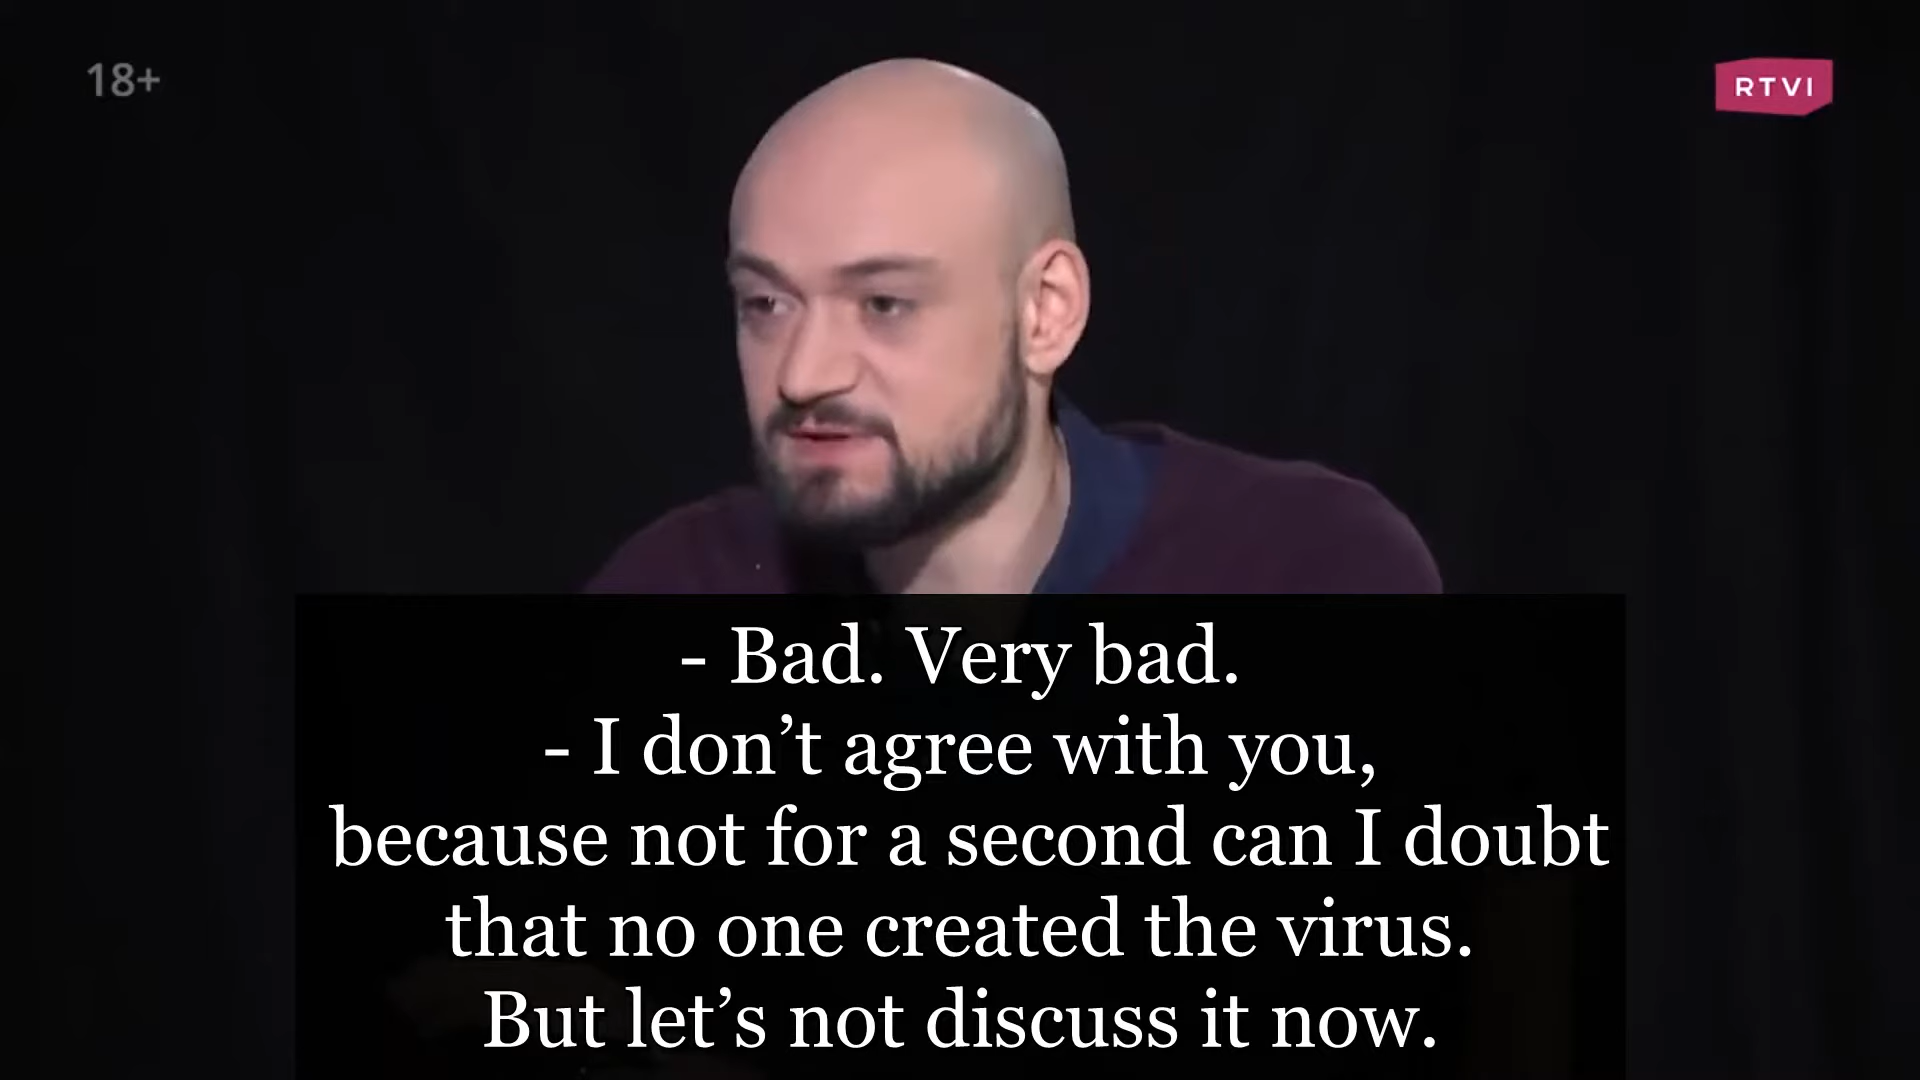 18+
RTVI
- Bad. Very bad.
- I don’t agree with you,
because not for a second can I doubt
that no one created the virus.
But let’s not discuss it now.